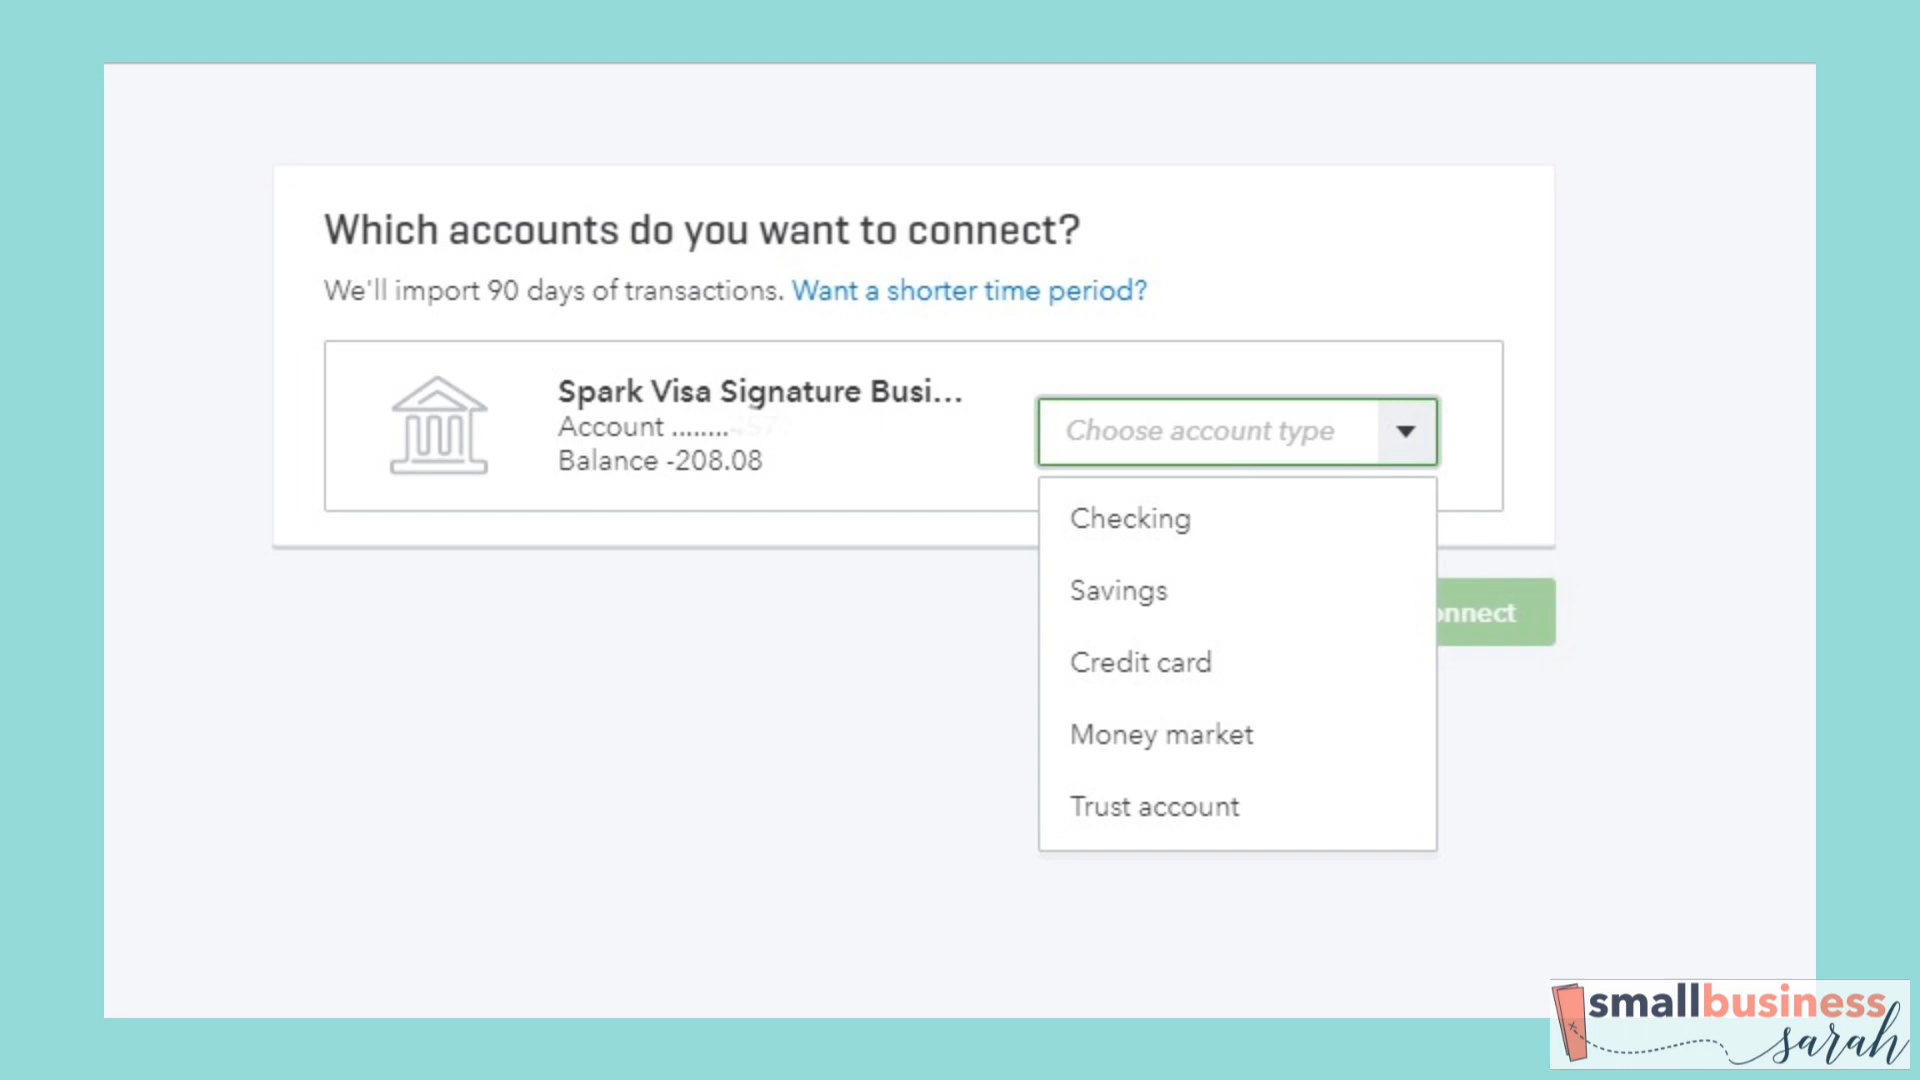 Which accounts do you want to connect?
We'll import 90 days of transactions. Want a shorter time period?
Spark Visa Signature Busi...
Account ........
Balance -208.08
Choose account type
Checking
Savings
Credit card
Money market
Trust account
onnect
smallbusiness
sarah